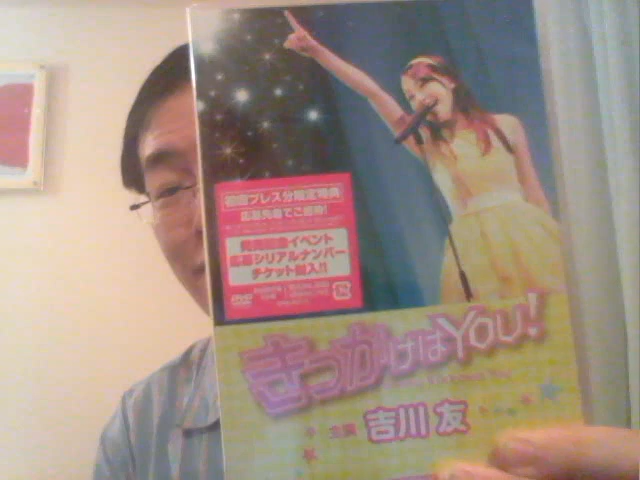 初回プレス分限定特典
応募先着でご招待!
発売記念イベント
応募シリアルナンバー
チケット封入!!
DVD
きっかけはYOU!
主演 吉川 友